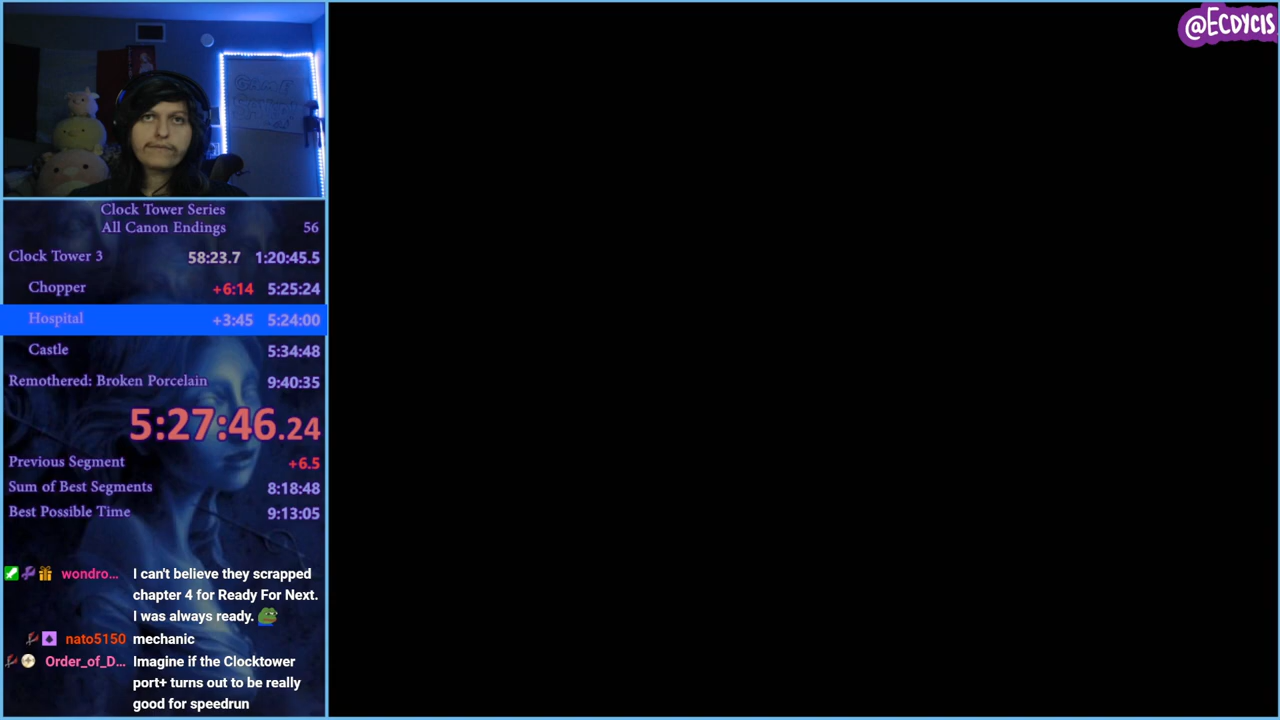 @ECDYCIS
Clock Tower Series
All Canon Endings 56
Clock Tower 3 58:23.7 1:20:45.5
Chopper +6:14 5:25:24
Hospital +3:45 5:24:00
Castle 5:34:48
Remothered: Broken Porcelain 9:40:35
5:27:46.24
Previous Segment +6.5
Sum of Best Segments 8:18:48
Best Possible Time 9:13:05
wondro... I can't believe they scrapped
chapter 4 for Ready For Next.
I was always ready.
nato5150 mechanic
Order_of_D... Imagine if the Clocktower
port+ turns out to be really
good for speedrun